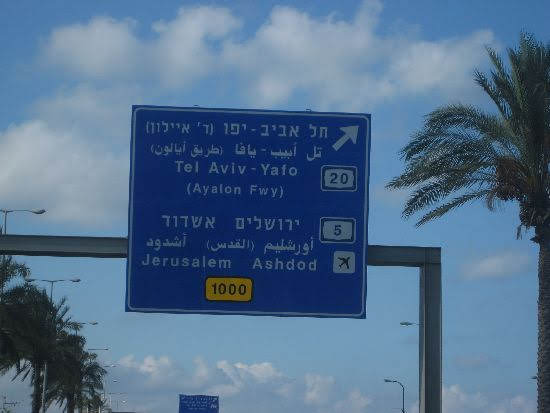 תל אביב - יפו (ד' איילון)
تل أبيب - يافا (طريق أيالون)
Tel Aviv - Yafo 20
(Ayalon Fwy)
ירושלים אשדוד 5
أورشليم (القدس) أشدود
Jerusalem Ashdod
1000